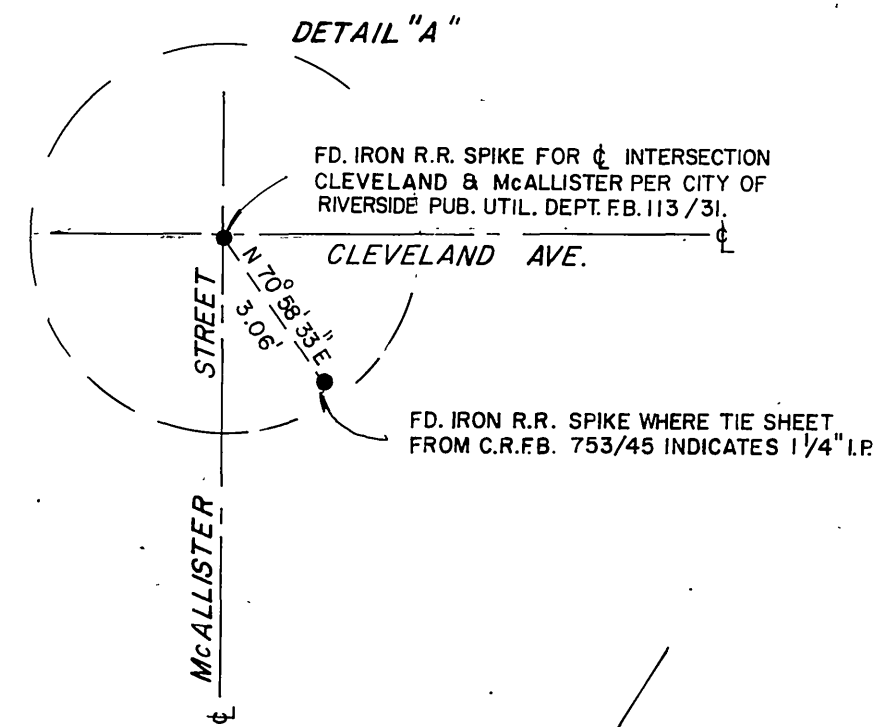 DETAIL "A"
FD. IRON R.R. SPIKE FOR ℄ INTERSECTION
CLEVELAND & McALLISTER PER CITY OF
RIVERSIDE PUB. UTIL. DEPT. F.B. 113/31.
℄
CLEVELAND AVE.
N 70° 58' 33" E
3.06'
STREET
FD. IRON R.R. SPIKE WHERE TIE SHEET
FROM C.R.F.B. 753/45 INDICATES 1 1/4" I.P.
McALLISTER
℄